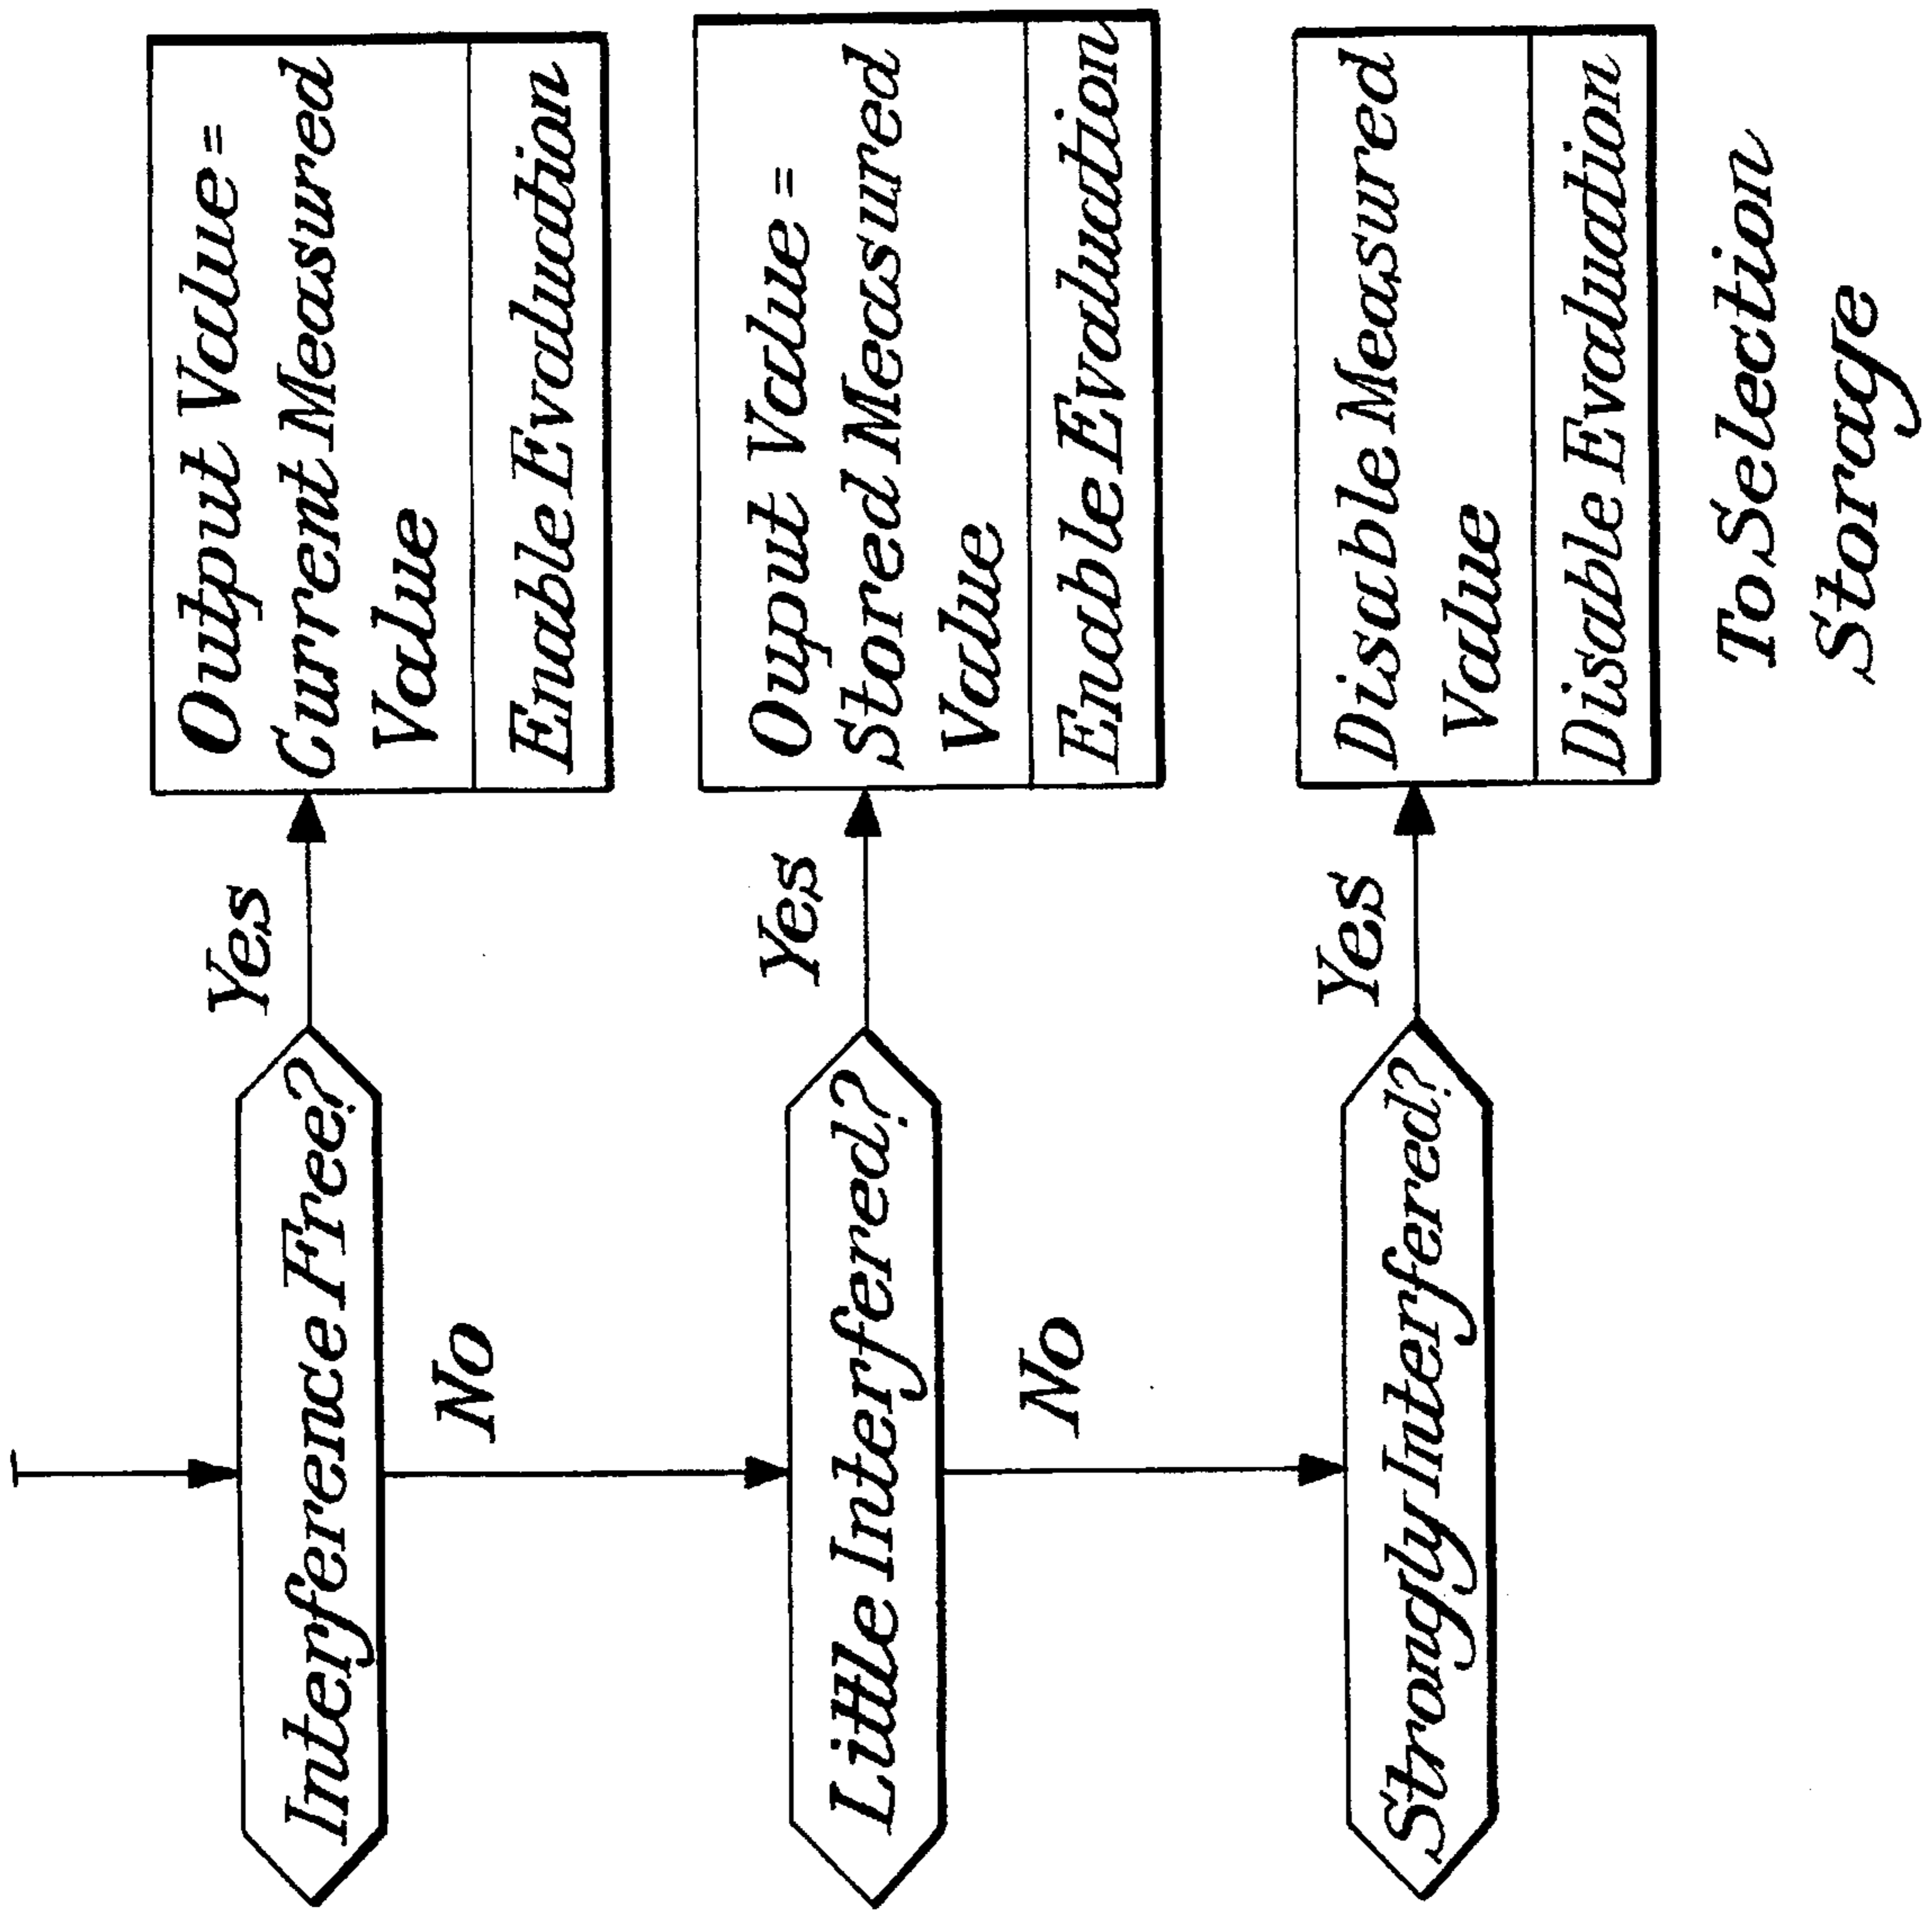 Interference Free?
Yes
Output Value=
Current Measured
Value
Enable Evaluation
No
Little Interfered?
Yes
Ouput Value=
Stored Measured
Value
Enable Evaluation
No
Strongly Interfered?
Yes
Disable Measured
Value
Disable Evaluation
To Selection
Storage